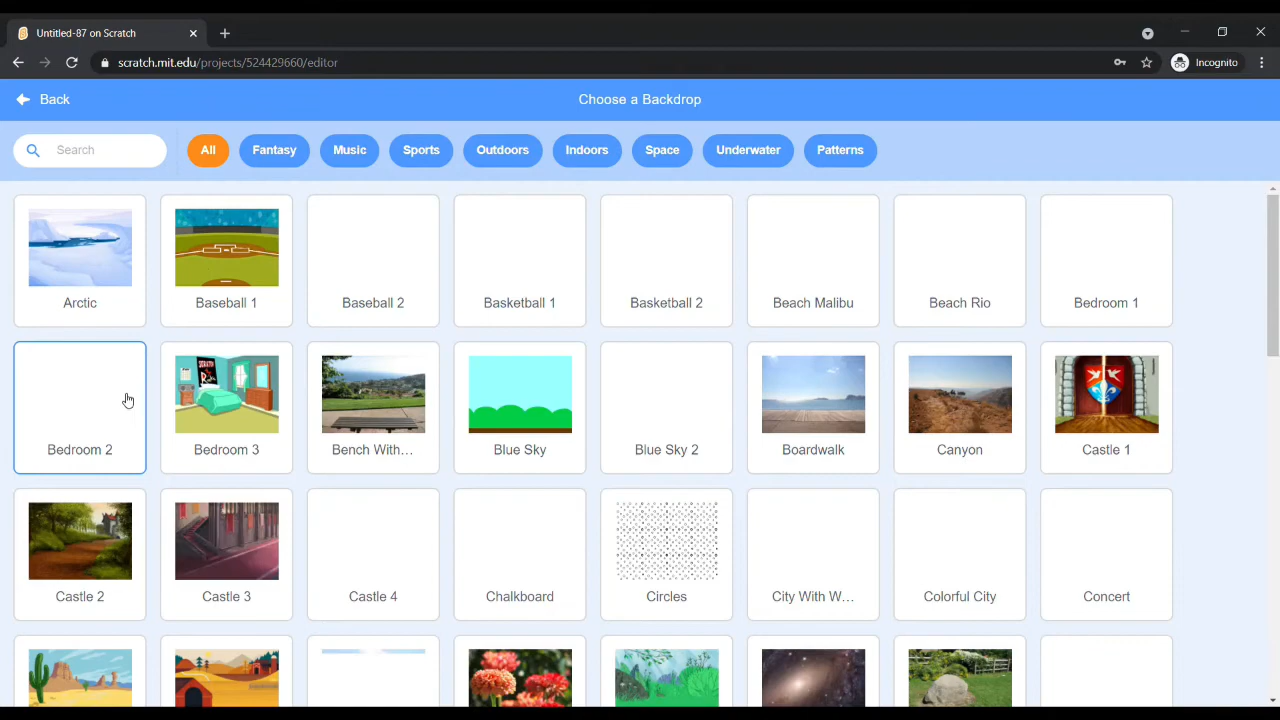 Untitled-87 on Scratch
scratch.mit.edu/projects/524429660/editor
Incognito
Back
Choose a Backdrop
Search
All
Fantasy
Music
Sports
Outdoors
Indoors
Space
Underwater
Patterns
Arctic
Baseball 1
Baseball 2
Basketball 1
Basketball 2
Beach Malibu
Beach Rio
Bedroom 1
Bedroom 2
Bedroom 3
Bench With...
Blue Sky
Blue Sky 2
Boardwalk
Canyon
Castle 1
Castle 2
Castle 3
Castle 4
Chalkboard
Circles
City With W...
Colorful City
Concert